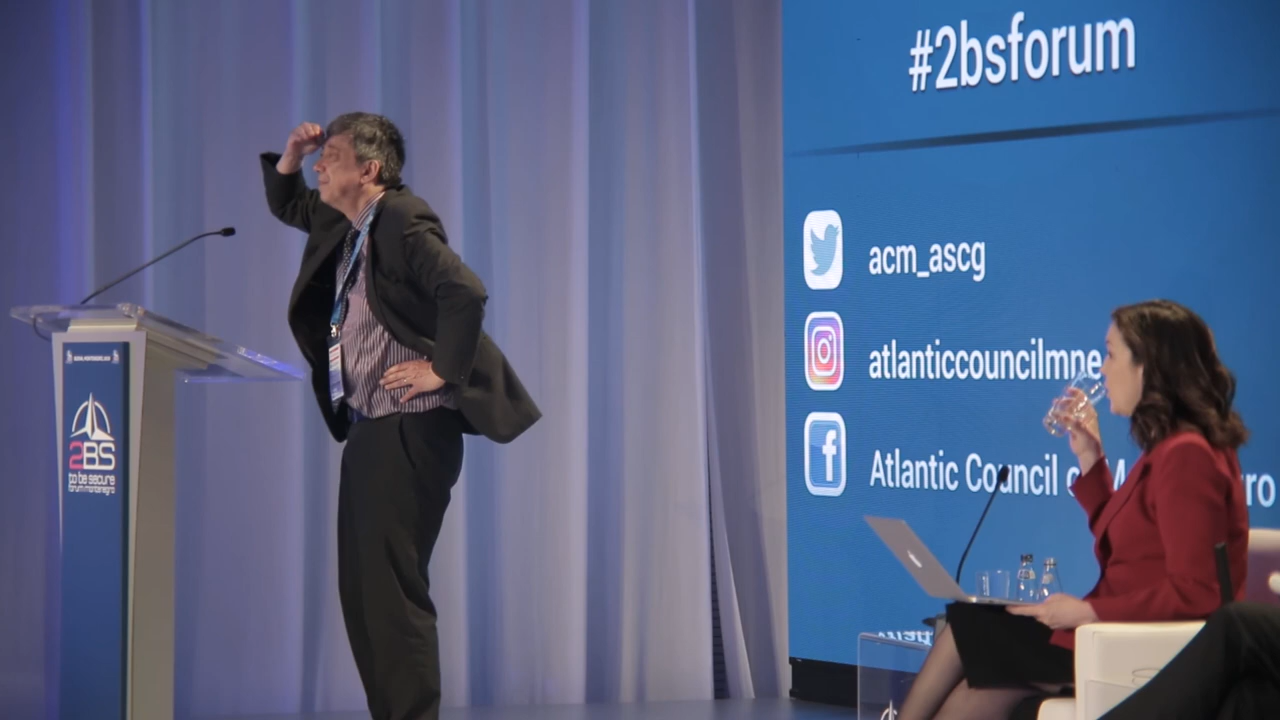 #2bsforum
acm_ascg
atlanticcouncilmne
Atlantic Council
2BS
to be secure
forum montenegro